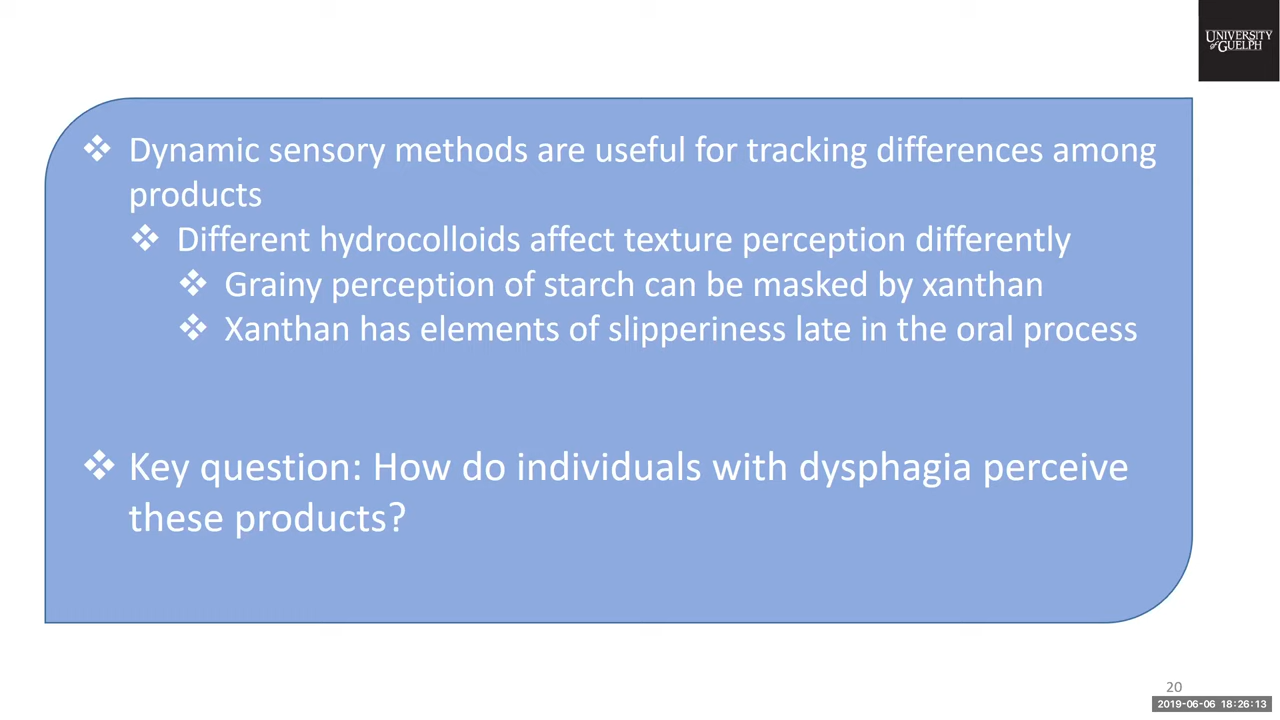 UNIVERSITY
of GUELPH
❖ Dynamic sensory methods are useful for tracking differences among
products
❖ Different hydrocolloids affect texture perception differently
❖ Grainy perception of starch can be masked by xanthan
❖ Xanthan has elements of slipperiness late in the oral process
❖ Key question: How do individuals with dysphagia perceive
these products?
20
2019-06-06 18:26:13